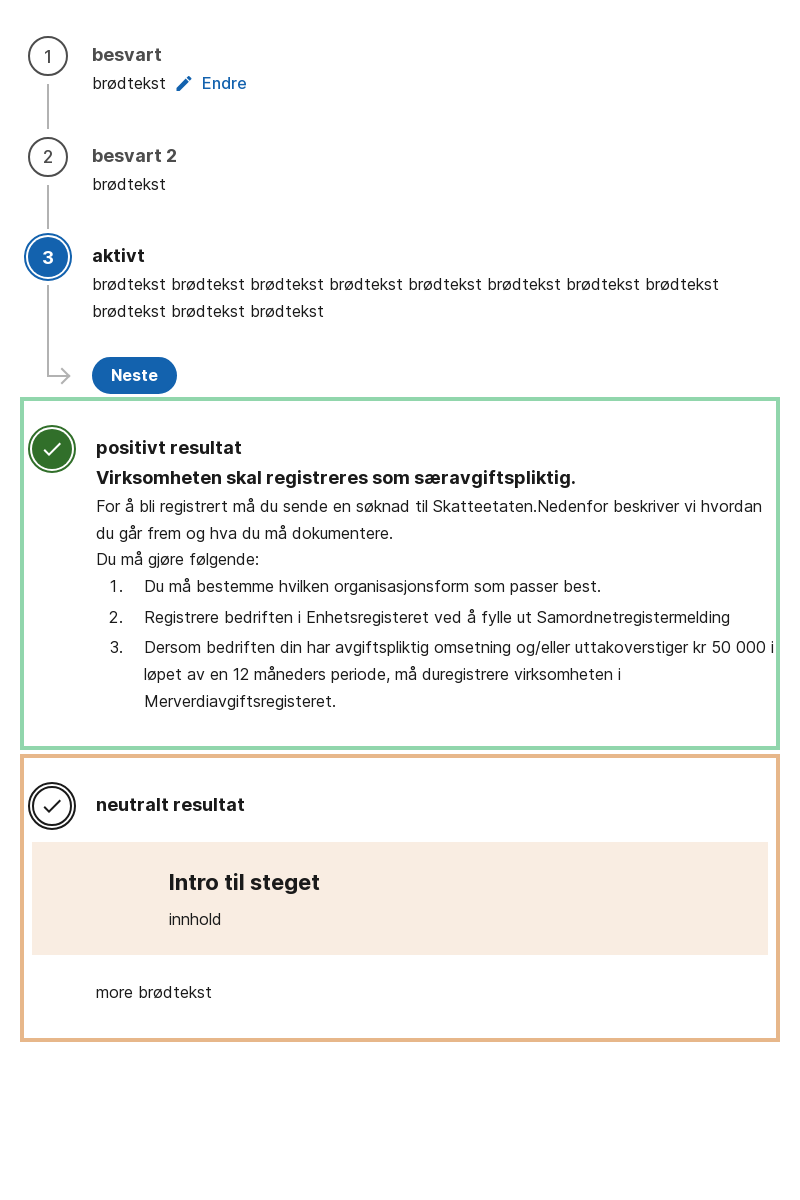 1 besvart
brødtekst Endre
2 besvart 2
brødtekst
3 aktivt
brødtekst brødtekst brødtekst brødtekst brødtekst brødtekst brødtekst brødtekst
brødtekst brødtekst brødtekst
Neste
positivt resultat
Virksomheten skal registreres som særavgiftspliktig.
For å bli registrert må du sende en søknad til Skatteetaten.Nedenfor beskriver vi hvordan
du går frem og hva du må dokumentere.
Du må gjøre følgende:
1. Du må bestemme hvilken organisasjonsform som passer best.
2. Registrere bedriften i Enhetsregisteret ved å fylle ut Samordnetregistermelding
3. Dersom bedriften din har avgiftspliktig omsetning og/eller uttakoverstiger kr 50 000 i
løpet av en 12 måneders periode, må duregistrere virksomheten i
Merverdiavgiftsregisteret.
neutralt resultat
Intro til steget
innhold
more brødtekst